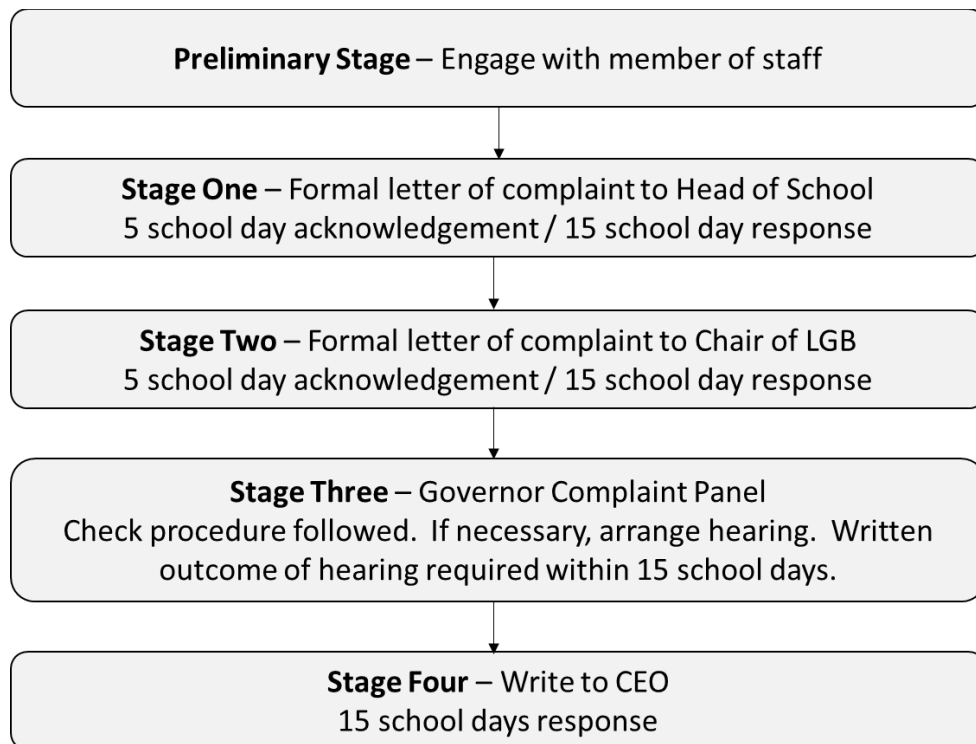 Preliminary Stage – Engage with member of staff
Stage One – Formal letter of complaint to Head of School
5 school day acknowledgement / 15 school day response
Stage Two – Formal letter of complaint to Chair of LGB
5 school day acknowledgement / 15 school day response
Stage Three – Governor Complaint Panel
Check procedure followed.  If necessary, arrange hearing.  Written
outcome of hearing required within 15 school days.
Stage Four – Write to CEO
15 school days response